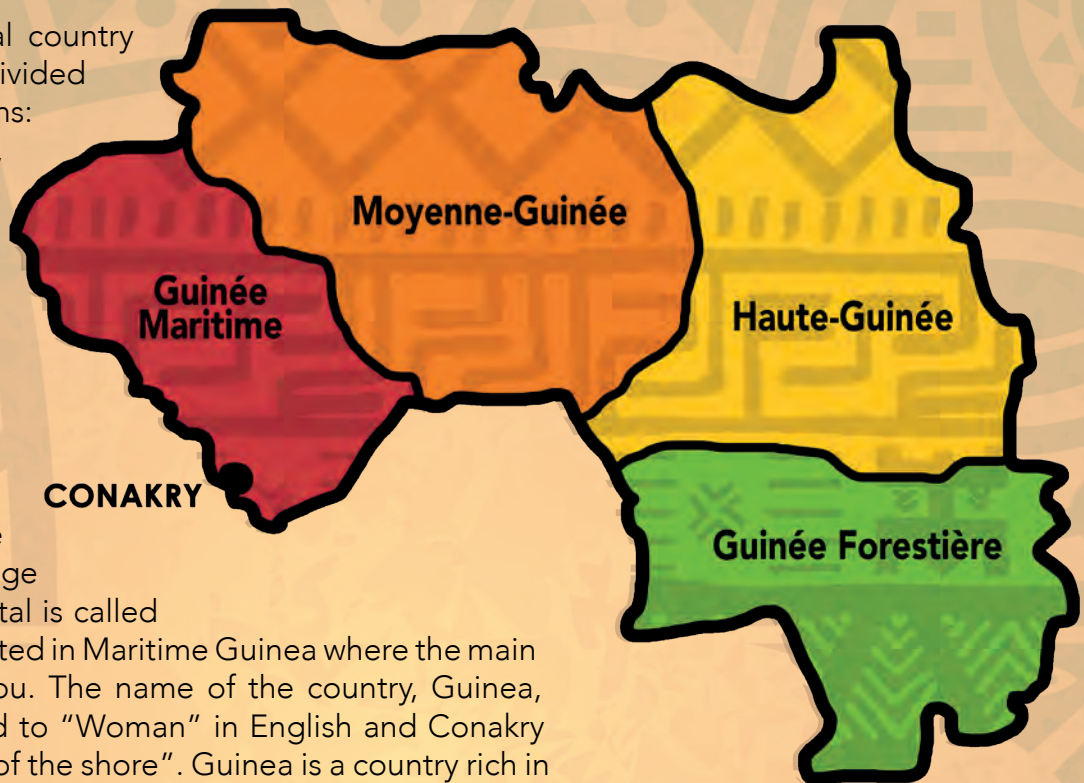 al country
ivided
ns:
Moyenne-Guinée
Guinée
Maritime
Haute-Guinée
CONAKRY
Guinée Forestière
ge
tal is called
ted in Maritime Guinea where the main
ou. The name of the country, Guinea,
d to “Woman” in English and Conakry
of the shore”. Guinea is a country rich in